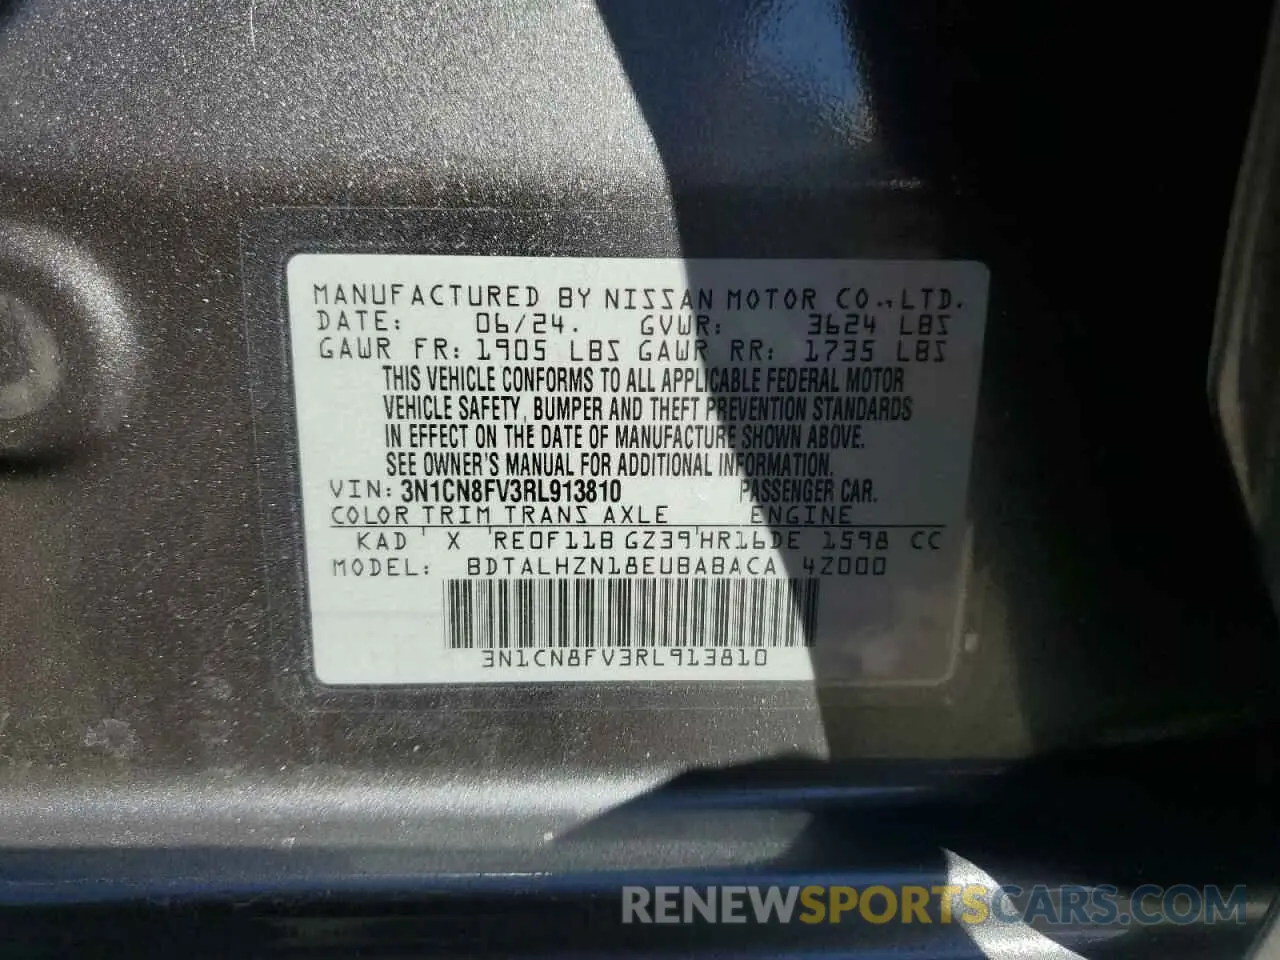 MANUFACTURED BY NISSAN MOTOR CO.,LTD.
DATE: 06/24. GVWR: 3624 LBS
GAWR FR: 1905 LBS GAWR RR: 1735 LBS
THIS VEHICLE CONFORMS TO ALL APPLICABLE FEDERAL MOTOR
VEHICLE SAFETY, BUMPER AND THEFT PREVENTION STANDARDS
IN EFFECT ON THE DATE OF MANUFACTURE SHOWN ABOVE.
SEE OWNER'S MANUAL FOR ADDITIONAL INFORMATION.
VIN: 3N1CN8FV3RL913810 PASSENGER CAR.
COLOR TRIM TRANS AXLE ENGINE
KAD X RE0F11B GZ39 HR16DE 1598 CC
MODEL: BDTALHZN18EUBABACA 4Z000
3N1CN8FV3RL913810
RENEWSPORTSCARS.COM